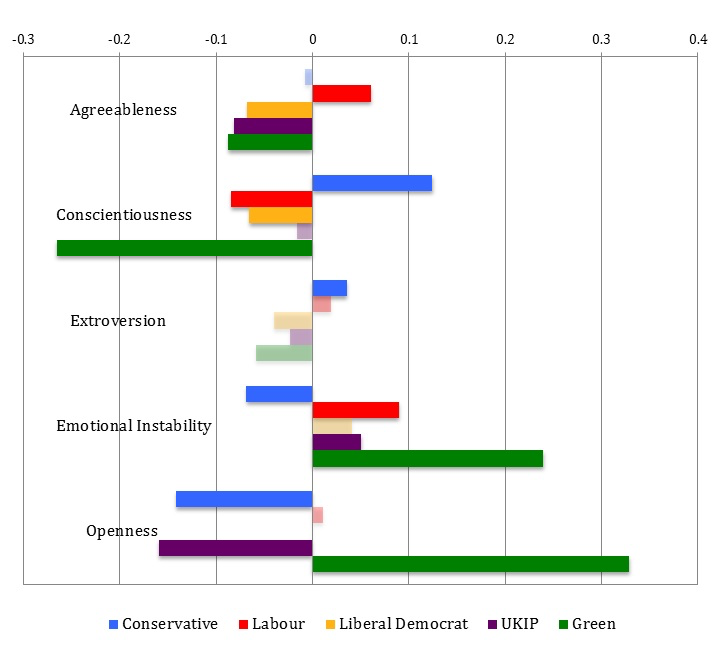 -0.3 -0.2 -0.1 0 0.1 0.2 0.3 0.4
Agreeableness
Conscientiousness
Extroversion
Emotional Instability
Openness
Conservative Labour Liberal Democrat UKIP Green